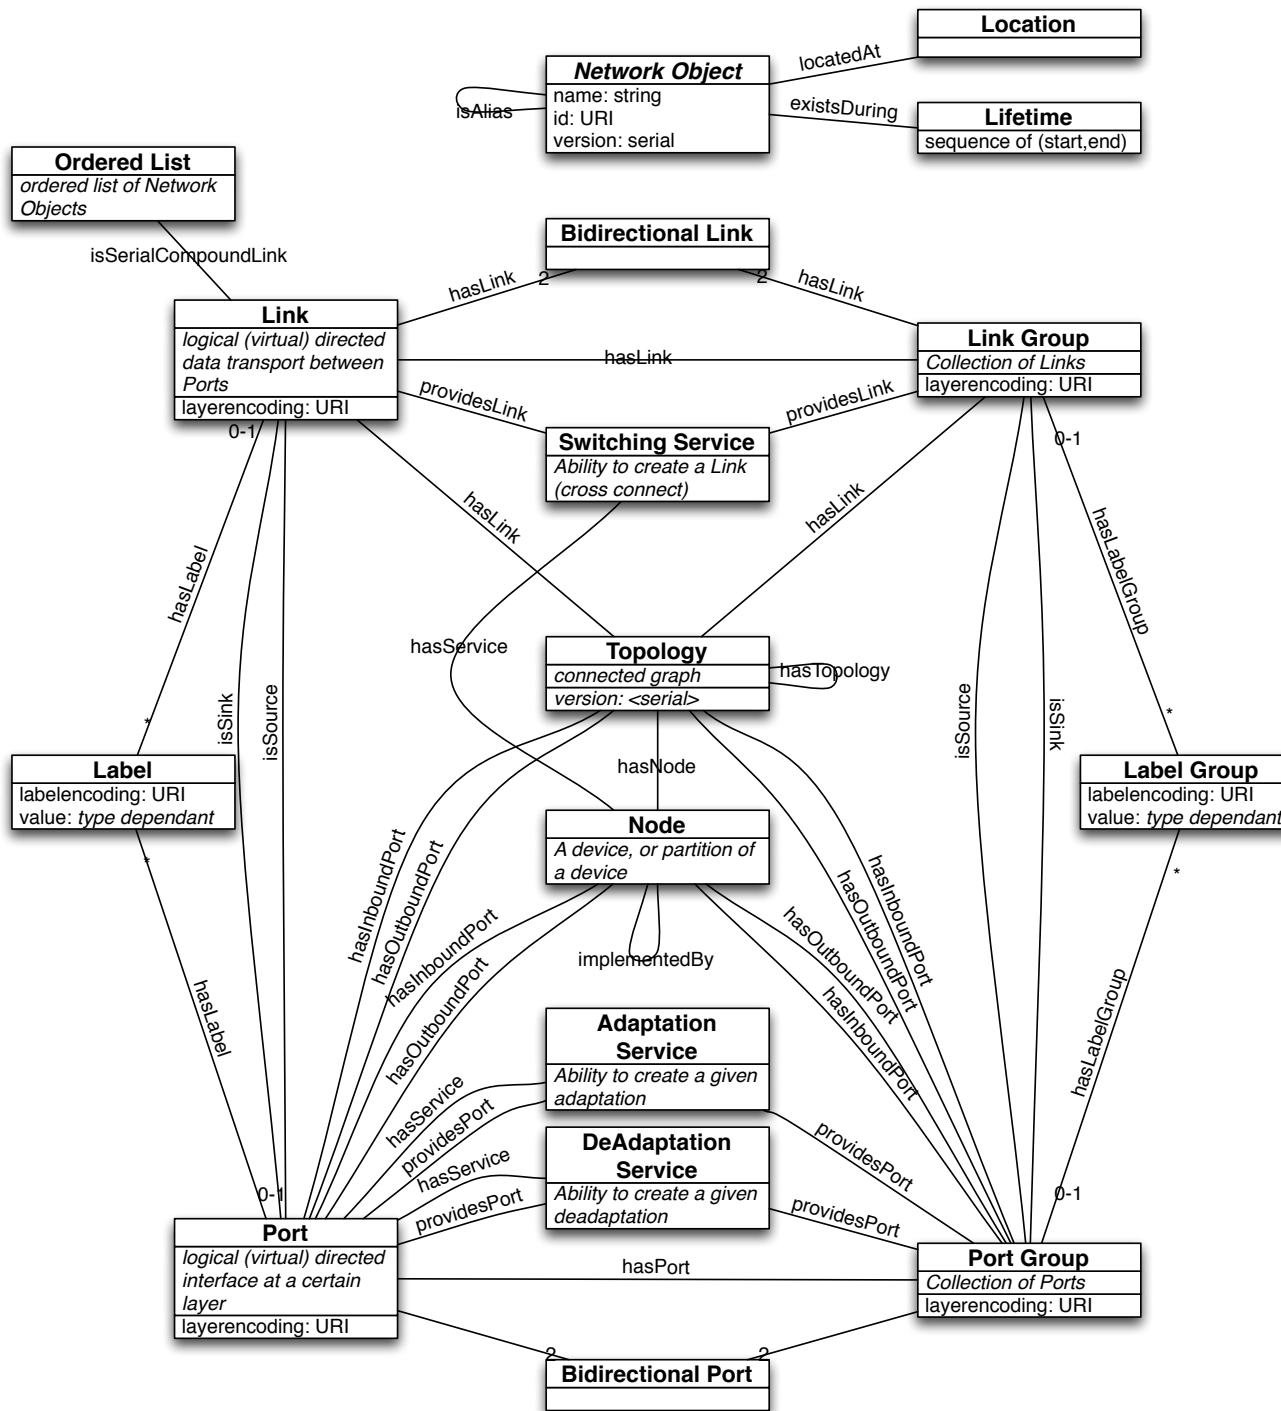 Location
locatedAt
Network Object
name: string
id: URI
version: serial
isAlias
existsDuring
Lifetime
sequence of (start,end)
Ordered List
ordered list of Network
Objects
isSerialCompoundLink
Bidirectional Link
hasLink
2
2
hasLink
Link
logical (virtual) directed
data transport between
Ports
layerencoding: URI
hasLink
Link Group
Collection of Links
layerencoding: URI
providesLink
providesLink
0-1
0-1
Switching Service
Ability to create a Link
(cross connect)
hasLink
hasLink
hasLabel
hasLabelGroup
hasService
Topology
connected graph
version: <serial>
hasTopology
isSink
isSource
isSource
isSink
*
*
Label
labelencoding: URI
value: type dependant
hasNode
Label Group
labelencoding: URI
value: type dependant
Node
A device, or partition of
a device
*
*
hasInboundPort
hasOutboundPort
hasInboundPort
hasOutboundPort
implementedBy
hasOutboundPort
hasInboundPort
hasOutboundPort
hasInboundPort
hasLabel
hasLabelGroup
Adaptation
Service
Ability to create a given
adaptation
hasService
providesPort
providesPort
DeAdaptation
Service
Ability to create a given
deadaptation
hasService
providesPort
providesPort
0-1
0-1
Port
logical (virtual) directed
interface at a certain
layer
layerencoding: URI
hasPort
Port Group
Collection of Ports
layerencoding: URI
2
2
Bidirectional Port